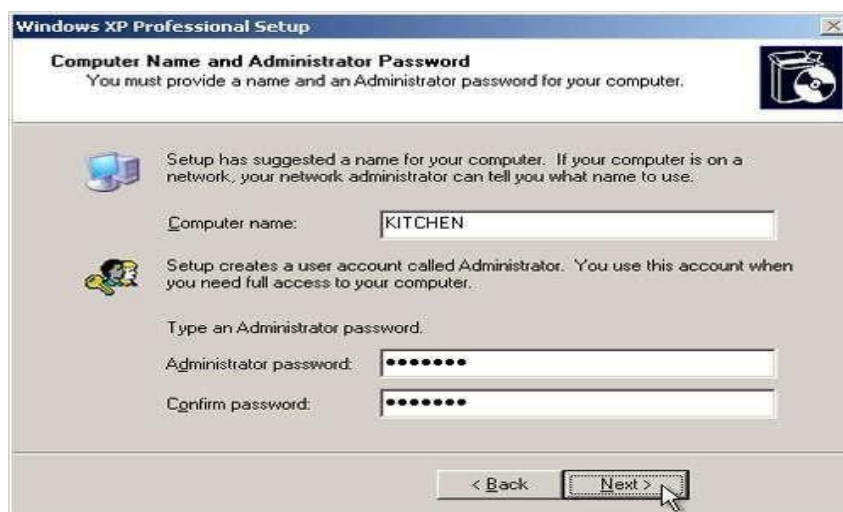 Windows XP Professional Setup
Computer Name and Administrator Password
You must provide a name and an Administrator password for your computer.
Setup has suggested a name for your computer. If your computer is on a
network, your network administrator can tell you what name to use.
Computer name: KITCHEN
Setup creates a user account called Administrator. You use this account when
you need full access to your computer.
Type an Administrator password.
Administrator password: •••••••
Confirm password: •••••••
< Back Next >